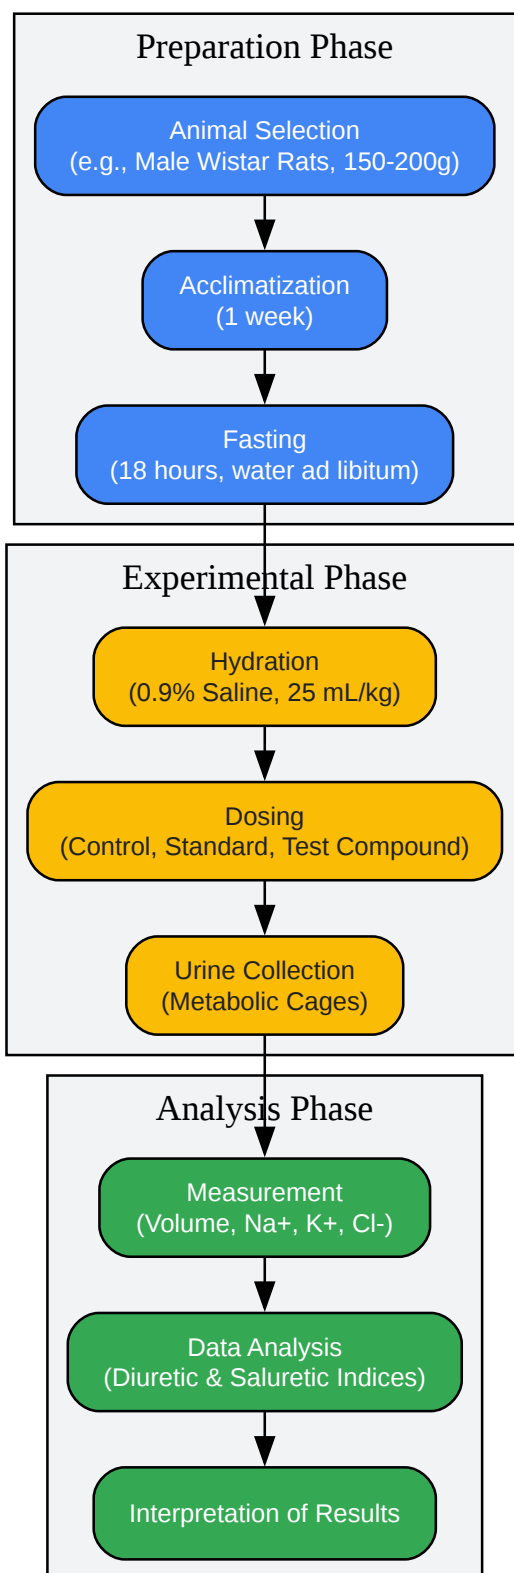 Preparation Phase
Animal Selection
(e.g., Male Wistar Rats, 150-200g)
Acclimatization
(1 week)
Fasting
(18 hours, water ad libitum)
Experimental Phase
Hydration
(0.9% Saline, 25 mL/kg)
Dosing
(Control, Standard, Test Compound)
Urine Collection
(Metabolic Cages)
Analysis Phase
Measurement
(Volume, Na+, K+, Cl-)
Data Analysis
(Diuretic & Saluretic Indices)
Interpretation of Results